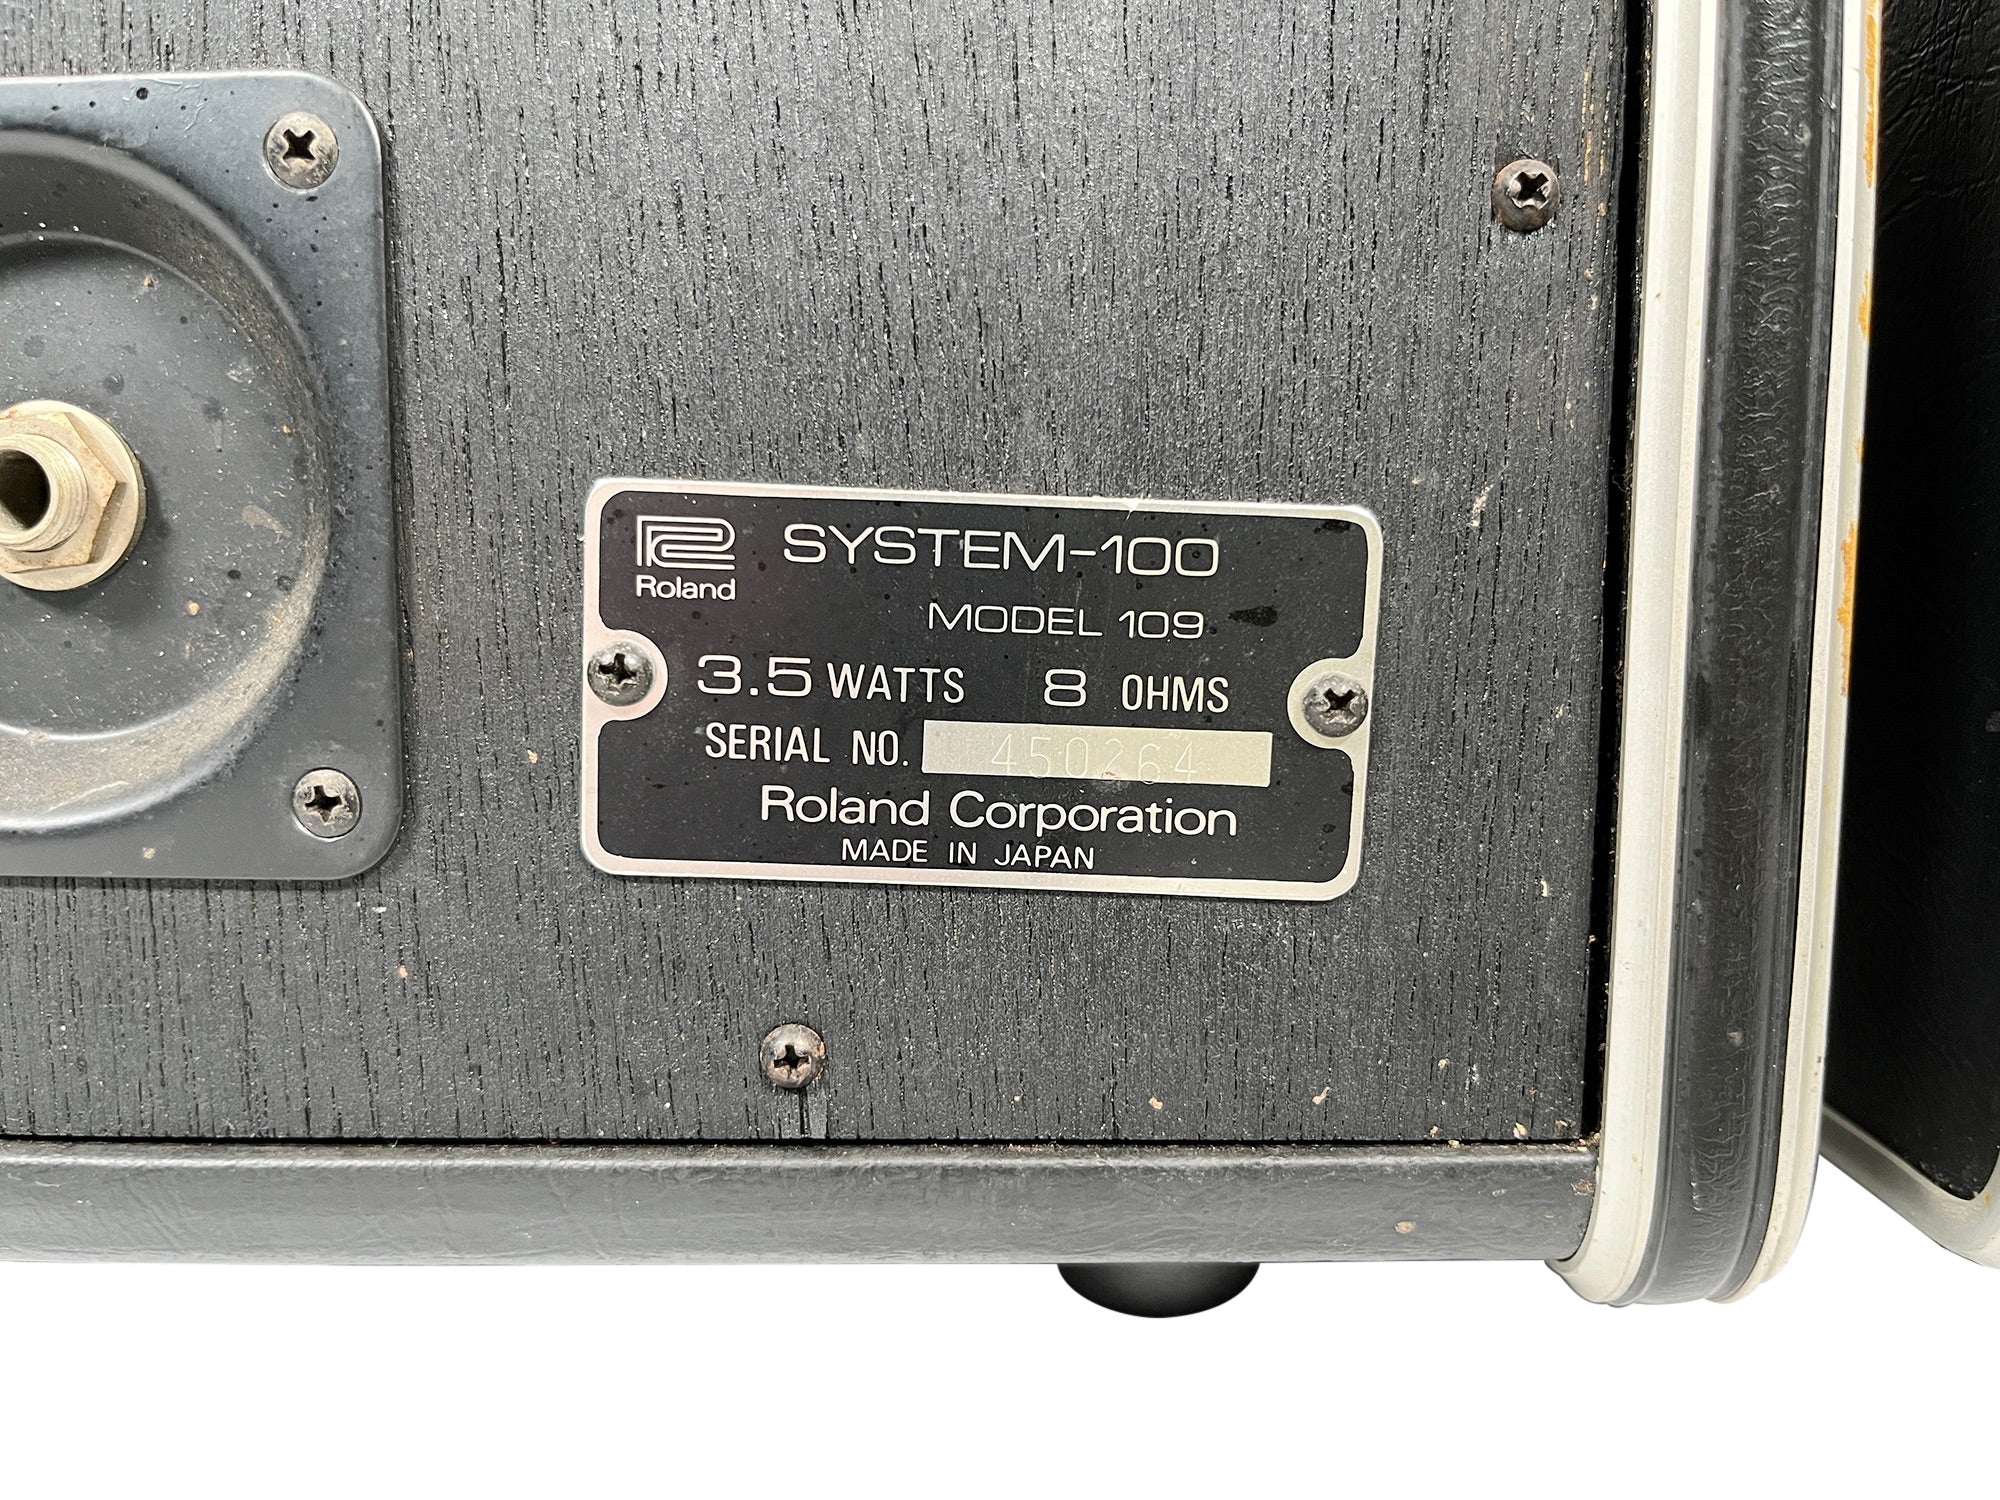 SYSTEM-100
Roland
MODEL 109
3.5 WATTS 8 OHMS
SERIAL NO. 450264
Roland Corporation
MADE IN JAPAN